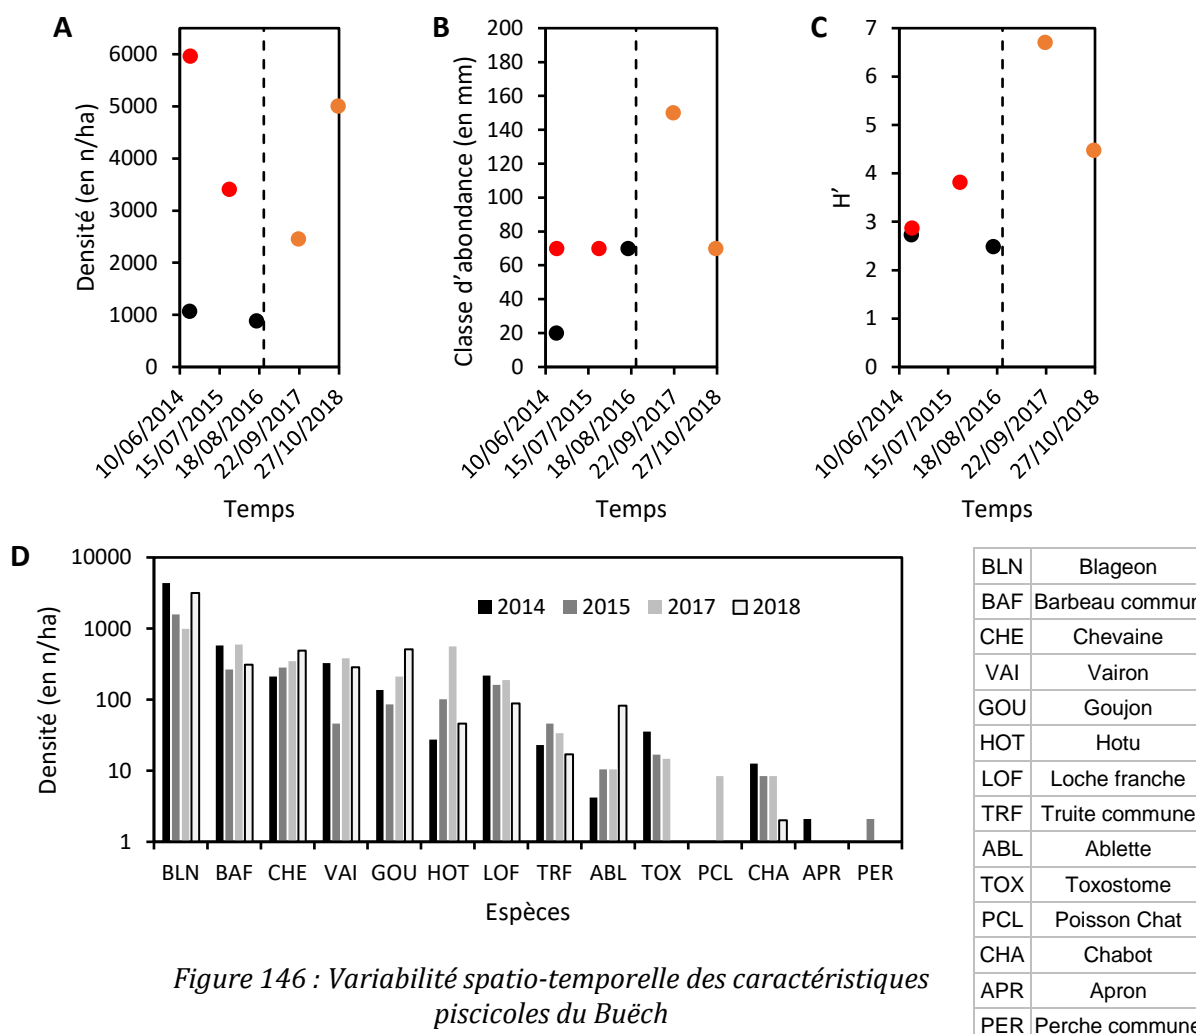 A
Densité (en n/ha)
6000
5000
4000
3000
2000
1000
0
10/06/2014
15/07/2015
18/08/2016
22/09/2017
27/10/2018
Temps
B
Classe d'abondance (en mm)
200
180
160
140
120
100
80
60
40
20
0
10/06/2014
15/07/2015
18/08/2016
22/09/2017
27/10/2018
Temps
C
H'
7
6
5
4
3
2
1
0
10/06/2014
15/07/2015
18/08/2016
22/09/2017
27/10/2018
Temps
D
Densité (en n/ha)
10000
1000
100
10
1
2014 2015 2017 2018
BLN BAF CHE VAI GOU HOT LOF TRF ABL TOX PCL CHA APR PER
Espèces
BLN Blageon
BAF Barbeau commun
CHE Chevaine
VAI Vairon
GOU Goujon
HOT Hotu
LOF Loche franche
TRF Truite commune
ABL Ablette
TOX Toxostome
PCL Poisson Chat
CHA Chabot
APR Apron
PER Perche commune
Figure 146 : Variabilité spatio-temporelle des caractéristiques
piscicoles du Buëch